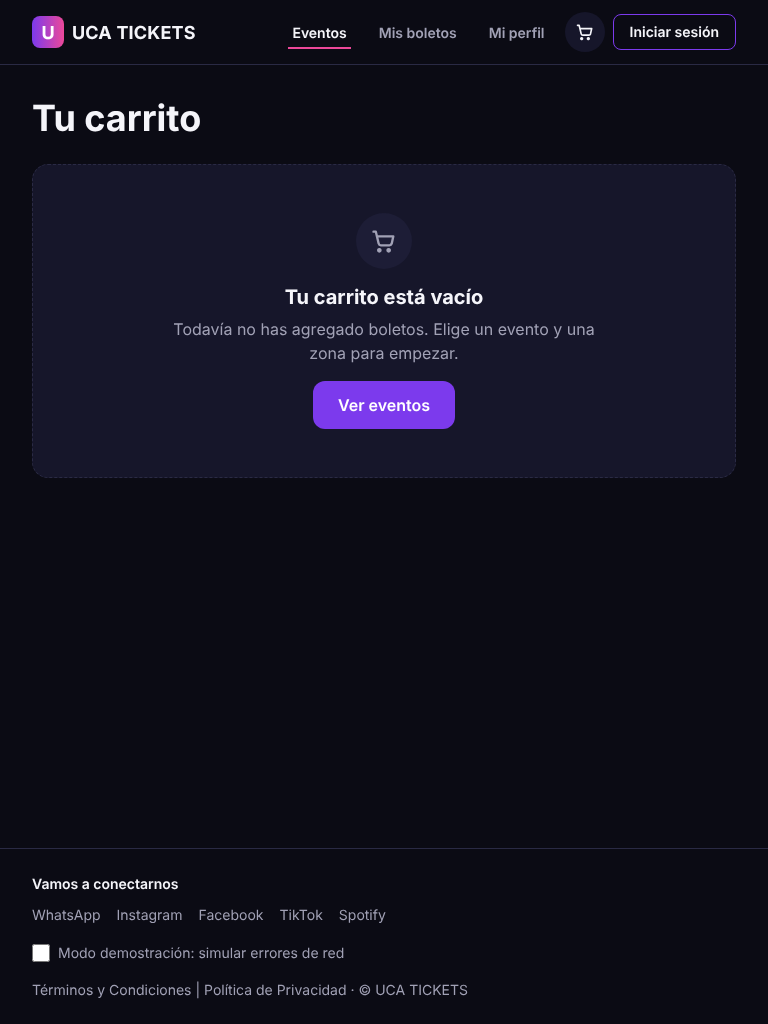 U UCA TICKETS Eventos Mis boletos Mi perfil Iniciar sesión
Tu carrito
Tu carrito está vacío
Todavía no has agregado boletos. Elige un evento y una
zona para empezar.
Ver eventos
Vamos a conectarnos
WhatsApp Instagram Facebook TikTok Spotify
Modo demostración: simular errores de red
Términos y Condiciones | Política de Privacidad · © UCA TICKETS